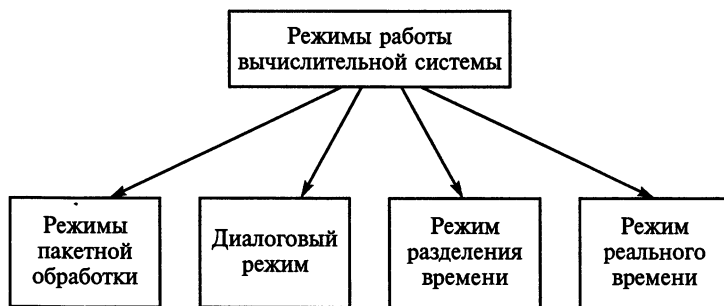 Режимы работы
вычислительной системы
Режимы
пакетной
обработки
Диалоговый
режим
Режим
разделения
времени
Режим
реального
времени